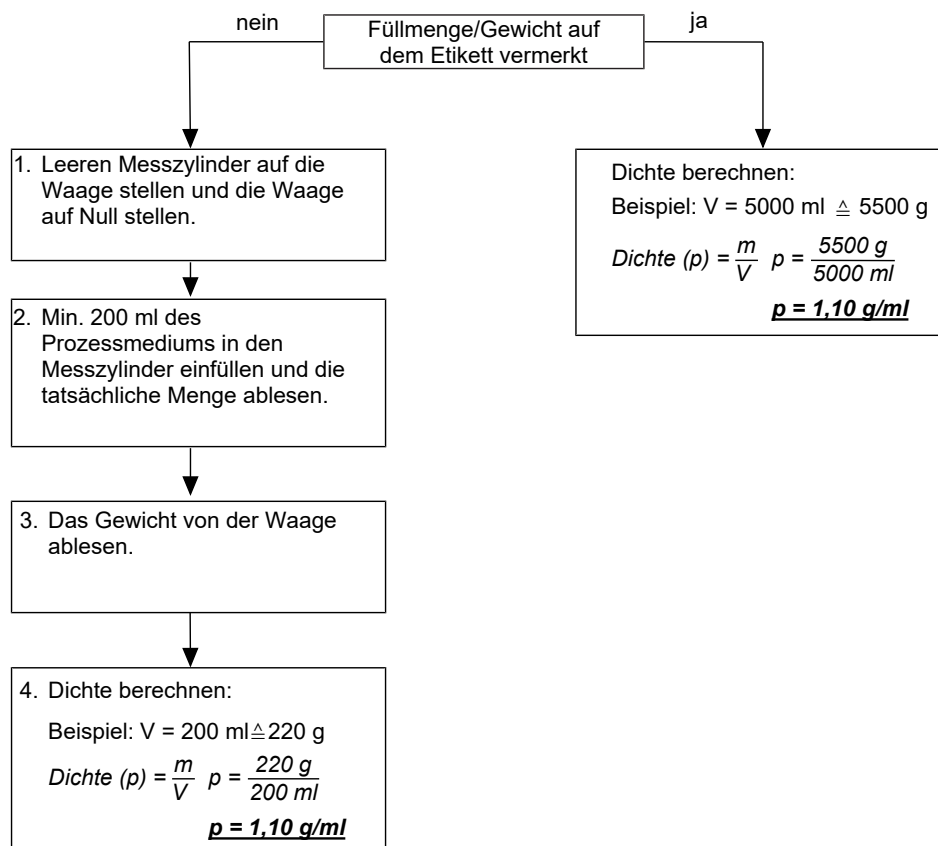 nein
Füllmenge/Gewicht auf
dem Etikett vermerkt
ja
1. Leeren Messzylinder auf die
Waage stellen und die Waage
auf Null stellen.
2. Min. 200 ml des
Prozessmediums in den
Messzylinder einfüllen und die
tatsächliche Menge ablesen.
3. Das Gewicht von der Waage
ablesen.
4. Dichte berechnen:
Beispiel: V = 200 ml ≙ 220 g
Dichte (p) = m/V p = 220 g/200 ml
p = 1,10 g/ml
Dichte berechnen:
Beispiel: V = 5000 ml ≙ 5500 g
Dichte (p) = m/V p = 5500 g/5000 ml
p = 1,10 g/ml